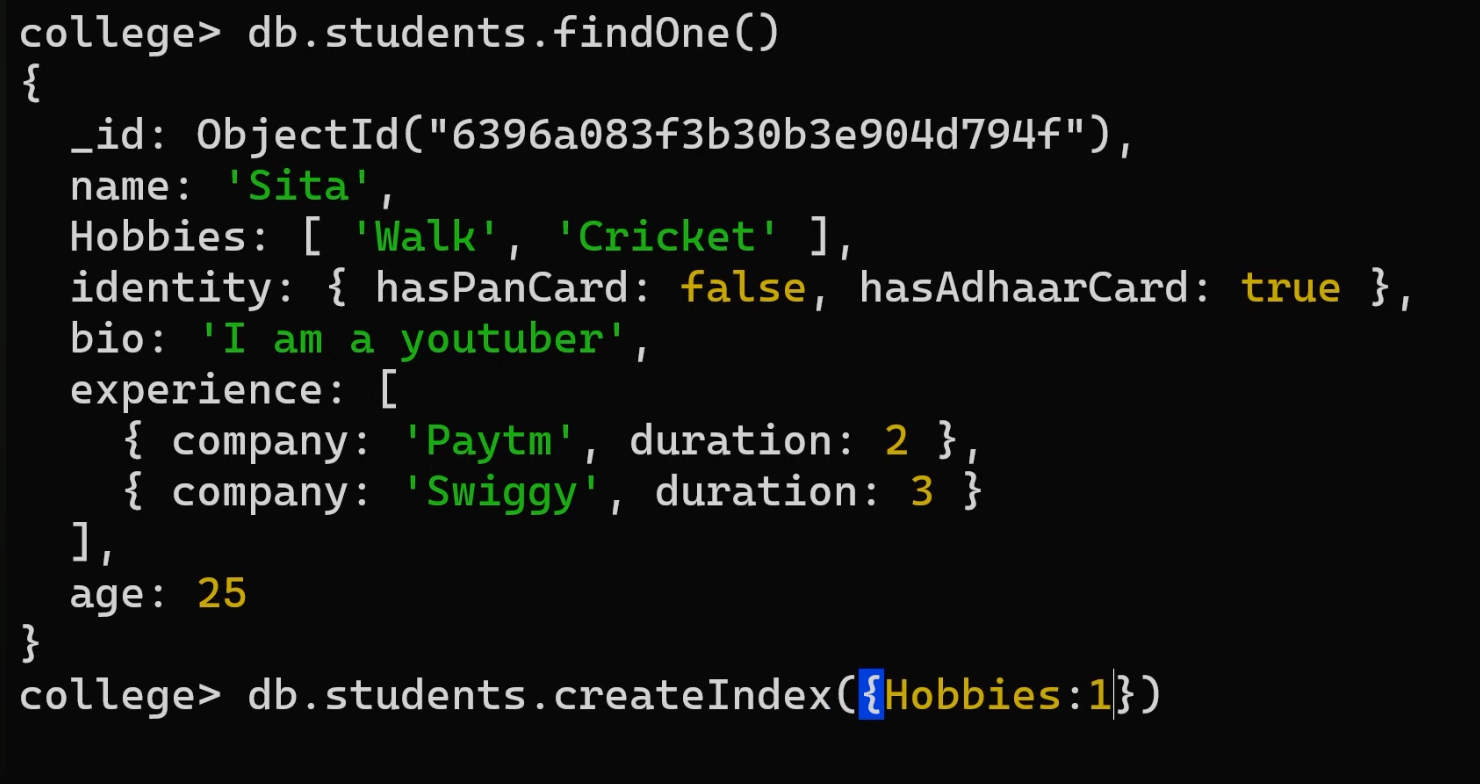 college> db.students.findOne()
{
  _id: ObjectId("6396a083f3b30b3e904d794f"),
  name: 'Sita',
  Hobbies: [ 'Walk', 'Cricket' ],
  identity: { hasPanCard: false, hasAdhaarCard: true },
  bio: 'I am a youtuber',
  experience: [
    { company: 'Paytm', duration: 2 },
    { company: 'Swiggy', duration: 3 }
  ],
  age: 25
}
college> db.students.createIndex({Hobbies:1})